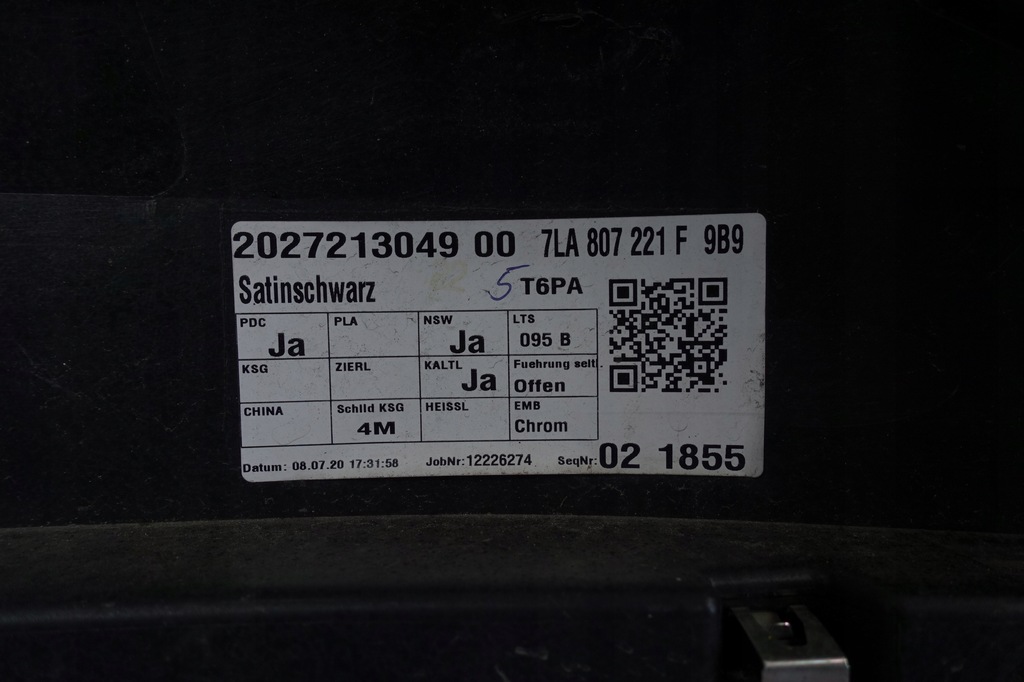 2027213049 00 7LA 807 221 F 9B9
Satinschwarz 5 T6PA
PDC Ja PLA NSW Ja LTS 095 B
KSG ZIERL KALTL Ja Fuehrung seitl. Offen
CHINA Schild KSG 4M HEISSL EMB Chrom
Datum: 08.07.20 17:31:58 JobNr: 12226274 SeqNr: 02 1855